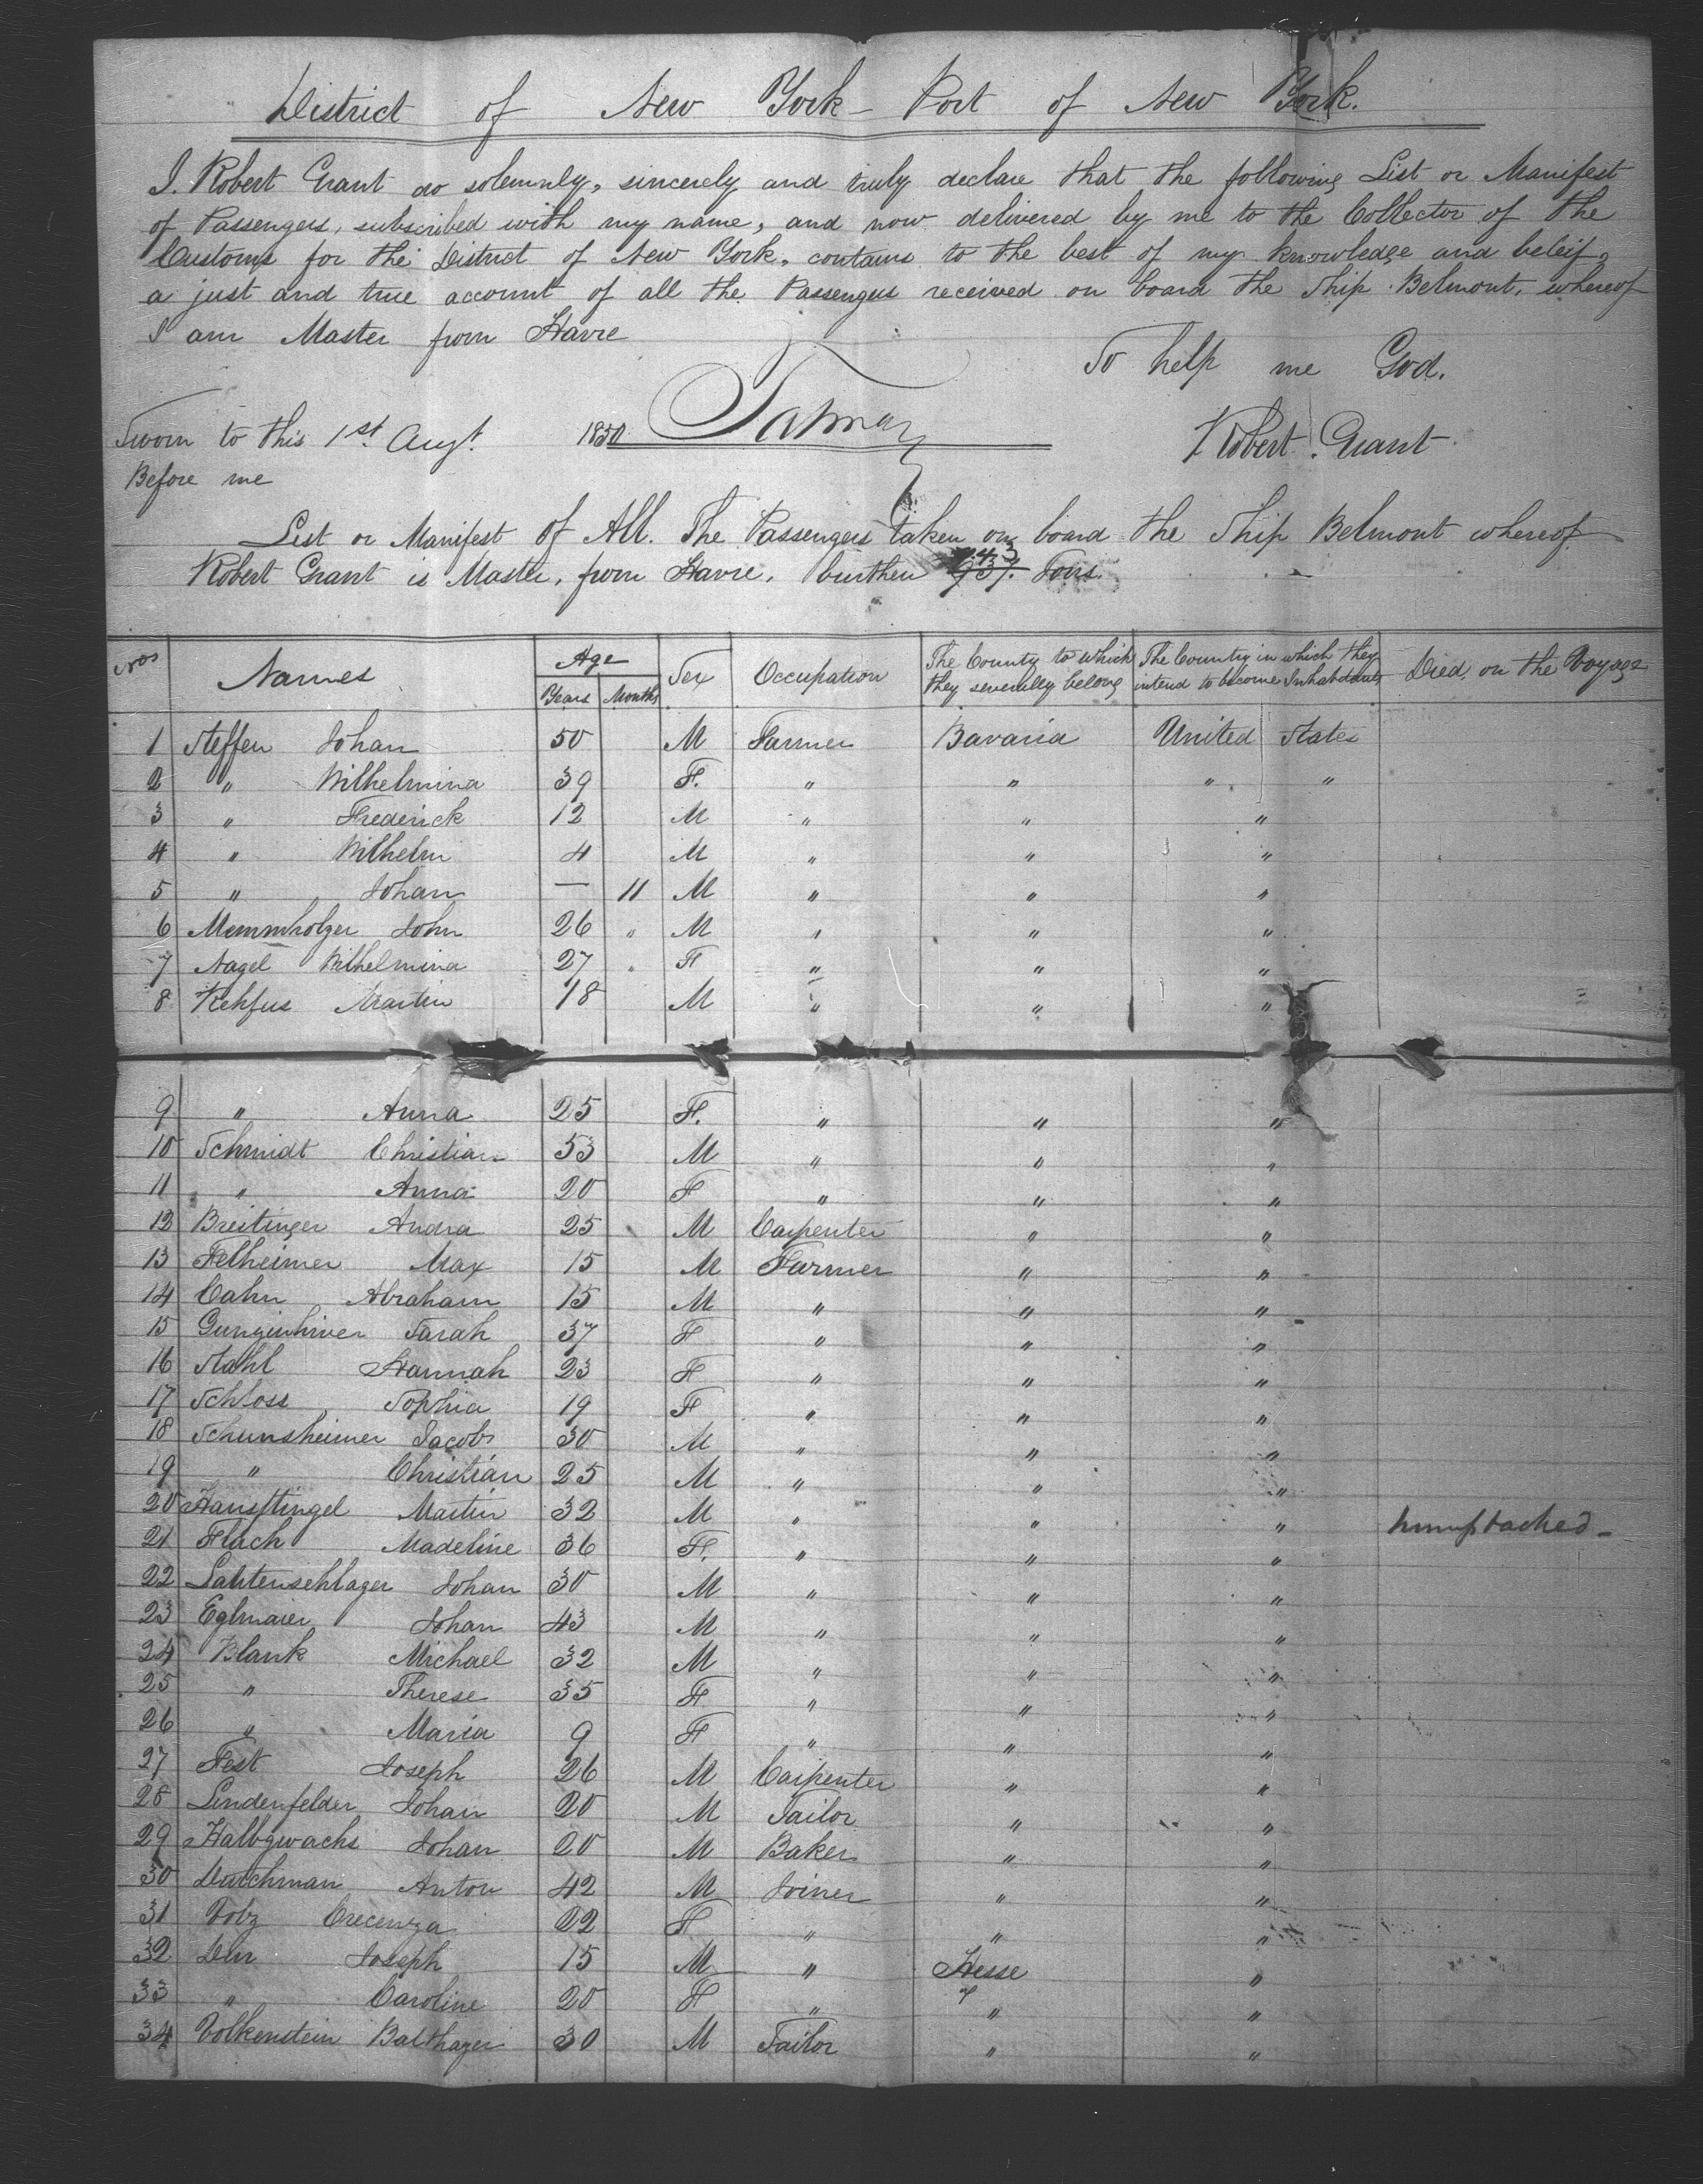 District of New York - Port of New York.
I. Robert Grant do solemnly, sincerely and truly declare that the following List or Manifest
of Passengers, subscribed with my name, and now delivered by me to the Collector of the
Customs for the District of New York, contains to the best of my knowledge and beleif,
a just and true account of all the Passengers received on board the Ship Belmont, whereof
I am Master from Havre
So help me God.
Sworn to this 1st Augt. 1850 Robert Grant
Before me
List or Manifest of All. The Passengers taken on board the Ship Belmont whereof
Robert Grant is Master, from Havre, burthen Tons.
Nos Names Age Years Months Sex Occupation The County to which they severally belong The Country in which they intend to become Inhabitants Died on the Voyage
1 Steffen Johan 50 M Farmer Bavaria United States
2 " Wilhelmina 39 F. " " " "
3 " Frederick 12 M " " "
4 " Wilhelm 4 M " " "
5 " Johan — 11 M " " "
6 Memmholzer John 26 " M " " "
7 Nagel Wilhelmina 27 " F " " "
8 Rehfus Martin 18 M " " "
9 " Anna 25 F. " " "
10 Schmidt Christian 53 M " " "
11 " Anna 20 F " " "
12 Breitinger Andra 25 M Carpenter " "
13 Felheimer Max 15 M Farmer " "
14 Cahn Abraham 15 M " " "
15 Sarah 37 F " " "
16 Stahl Hannah 23 F " " "
17 Schloss Sophia 19 F " " "
18 Schunsheimer Jacob 30 M " " "
19 " Christian 25 M " " "
20 Martin 32 M " " "
21 Flach Madeline 36 F. " " "
22 Lautenschlager Johan 30 M " " "
23 Eglmaier Johan 43 M " " "
24 Blank Michael 32 M " " "
25 " Therese 35 F " " "
26 " Maria 9 F " " "
27 Fest Joseph 26 M Carpenter " "
28 Lindenfelder Johan 20 M Tailor " "
29 Halbgwachs Johan 20 M Baker " "
30 Anton 42 M Joiner " "
31 Volz Crecenza 22 F " " "
32 Joseph 15 M " Hesse "
33 " Caroline 20 F " " "
34 Volkenstein Balthazer 30 M Tailor " "